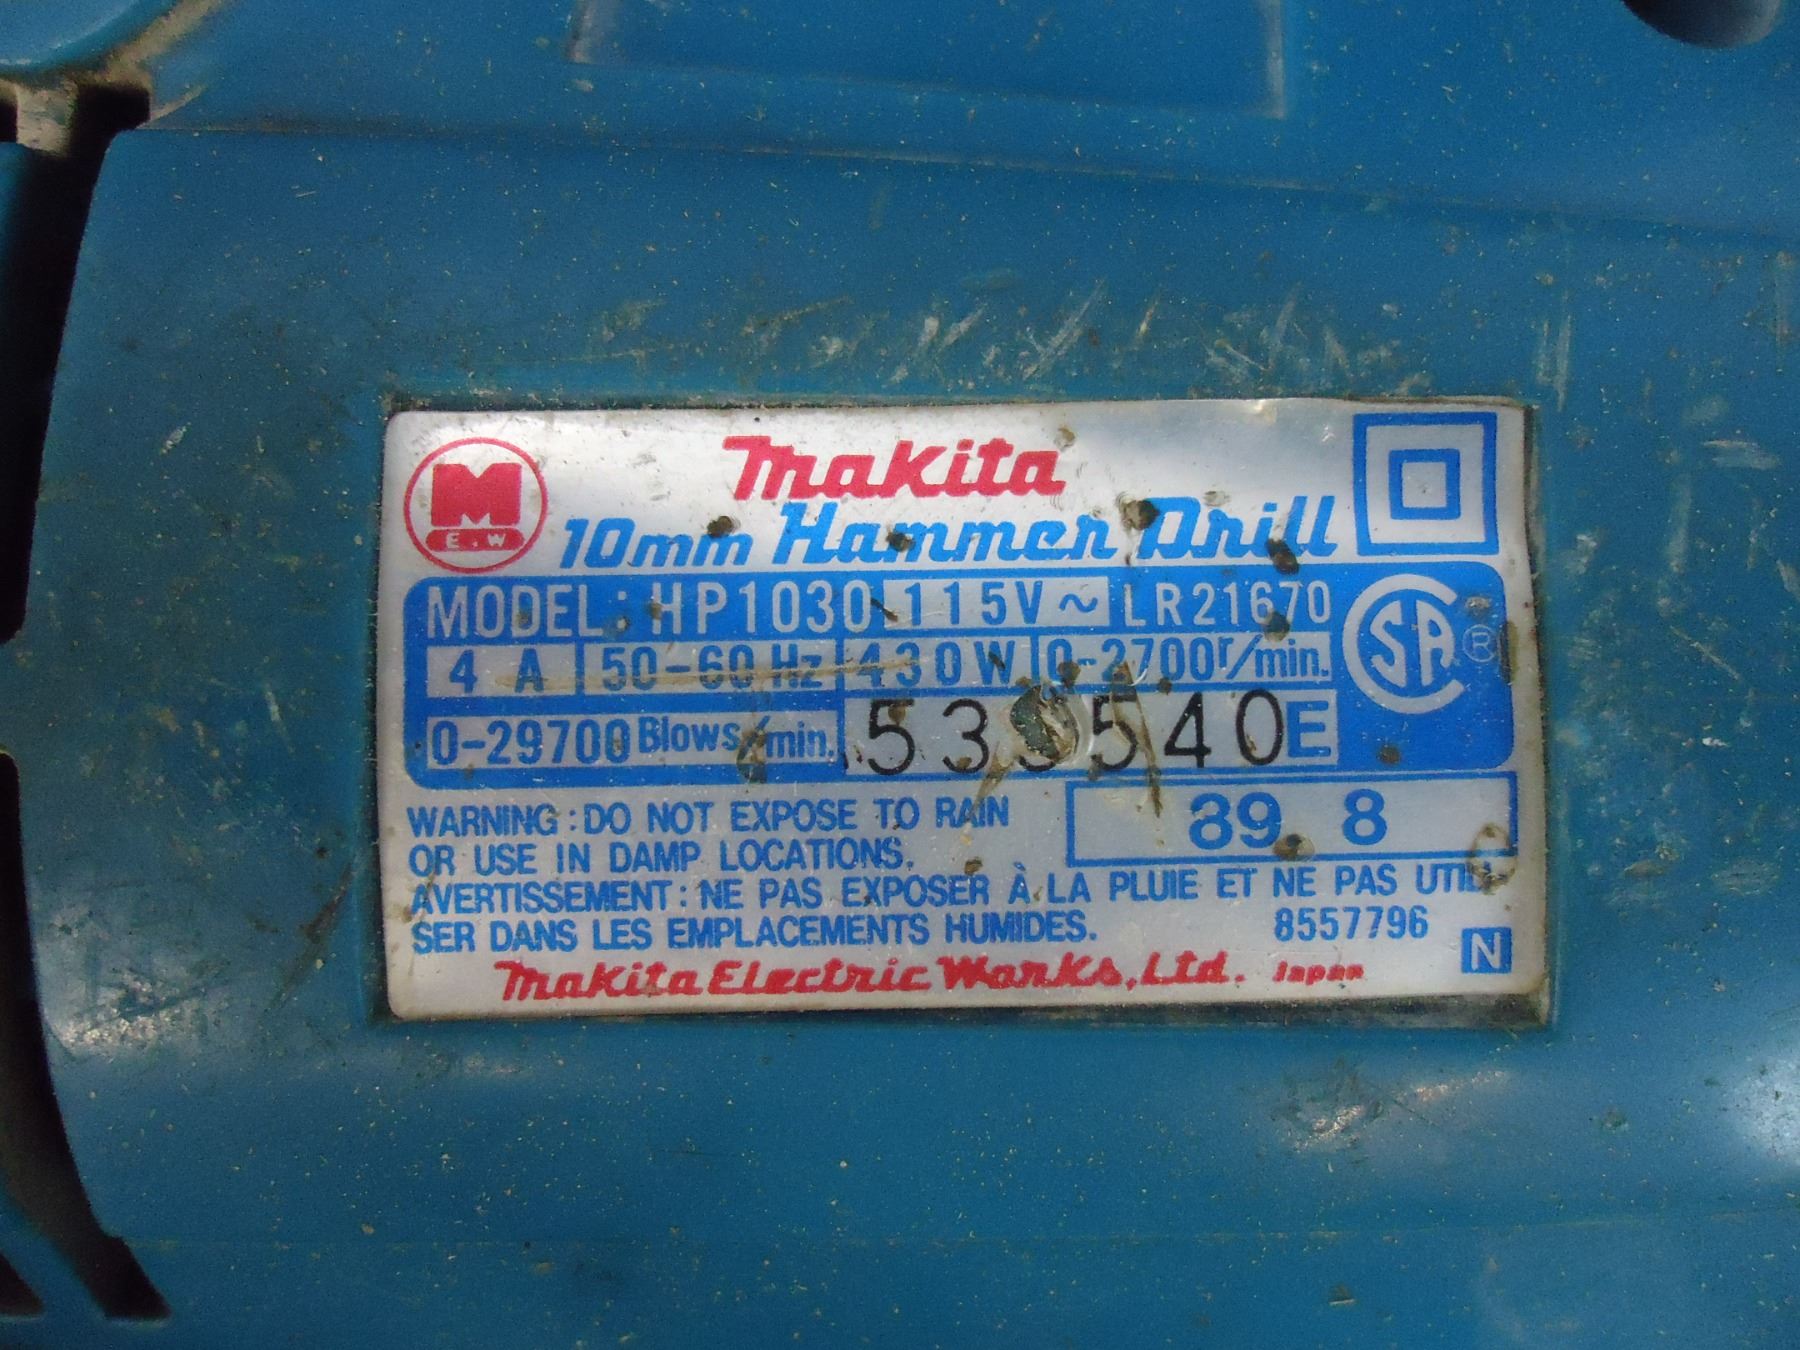 M
E.W
Makita
10mm Hammer Drill
MODEL: HP1030 115V~ LR21670
4 A 50-60 Hz 430W 0-2700r/min.
0-29700 Blows/min. E
CSA ®
89 8
WARNING: DO NOT EXPOSE TO RAIN
OR USE IN DAMP LOCATIONS.
AVERTISSEMENT: NE PAS EXPOSER À LA PLUIE ET NE PAS UTILI-
SER DANS LES EMPLACEMENTS HUMIDES. 8557796
N
Makita Electric Works, Ltd. Japan